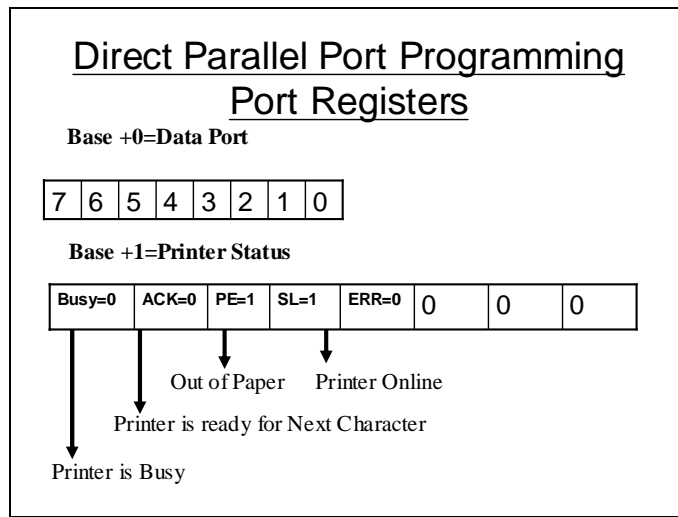 Direct Parallel Port Programming
Port Registers
Base +0=Data Port
7 6 5 4 3 2 1 0
Base +1=Printer Status
Busy=0 ACK=0 PE=1 SL=1 ERR=0 0 0 0
Out of Paper Printer Online
Printer is ready for Next Character
Printer is Busy